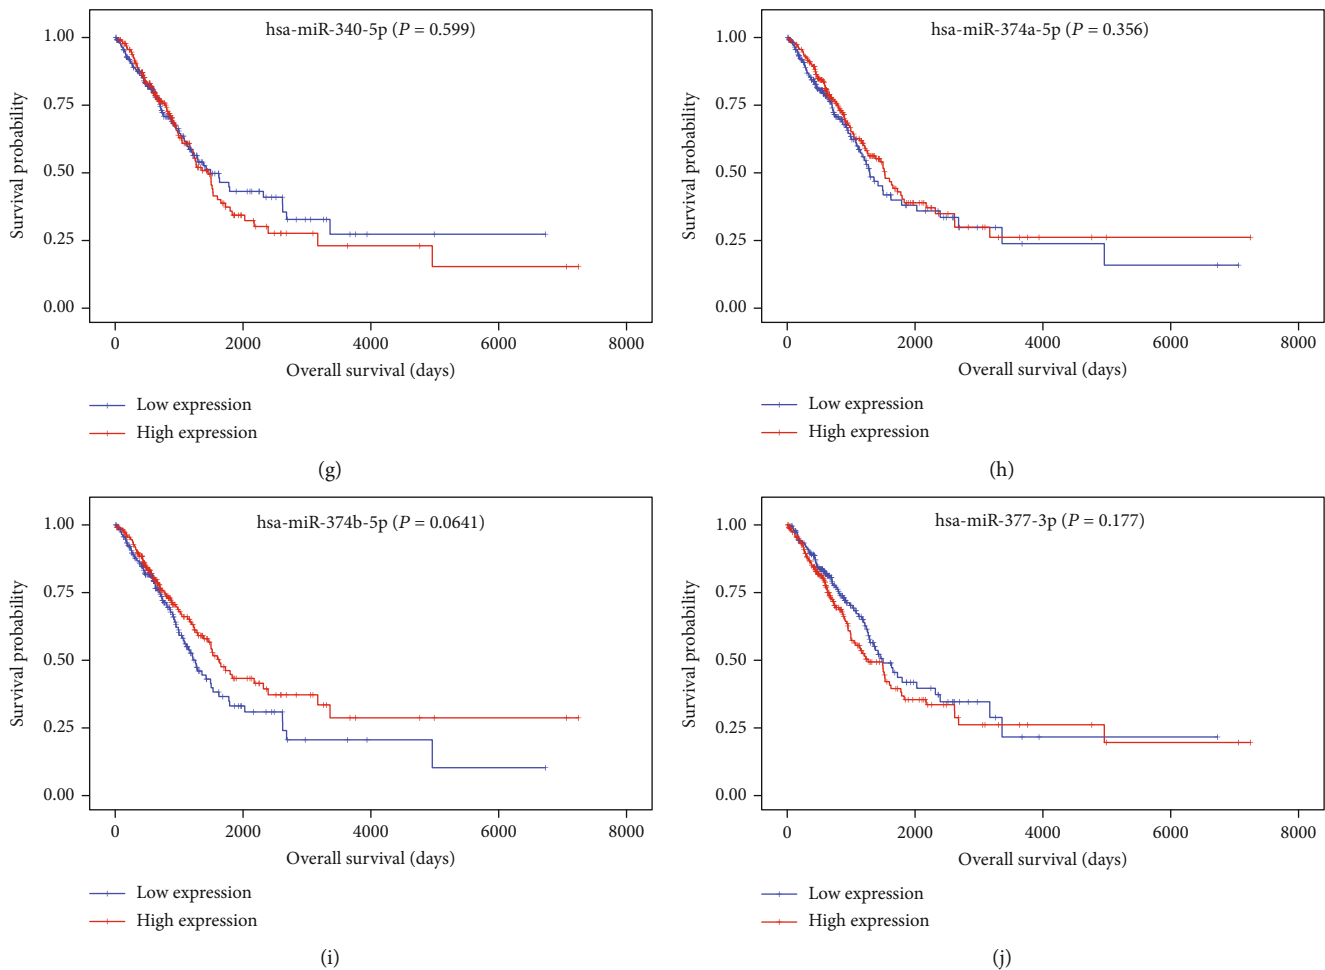 hsa-miR-340-5p (P = 0.599)
1.00
0.75
0.50
0.25
0.00
Survival probability
0 2000 4000 6000 8000
Overall survival (days)
Low expression
High expression
(g)
hsa-miR-374a-5p (P = 0.356)
1.00
0.75
0.50
0.25
0.00
Survival probability
0 2000 4000 6000 8000
Overall survival (days)
Low expression
High expression
(h)
hsa-miR-374b-5p (P = 0.0641)
1.00
0.75
0.50
0.25
0.00
Survival probability
0 2000 4000 6000 8000
Overall survival (days)
Low expression
High expression
(i)
hsa-miR-377-3p (P = 0.177)
1.00
0.75
0.50
0.25
0.00
Survival probability
0 2000 4000 6000 8000
Overall survival (days)
Low expression
High expression
(j)